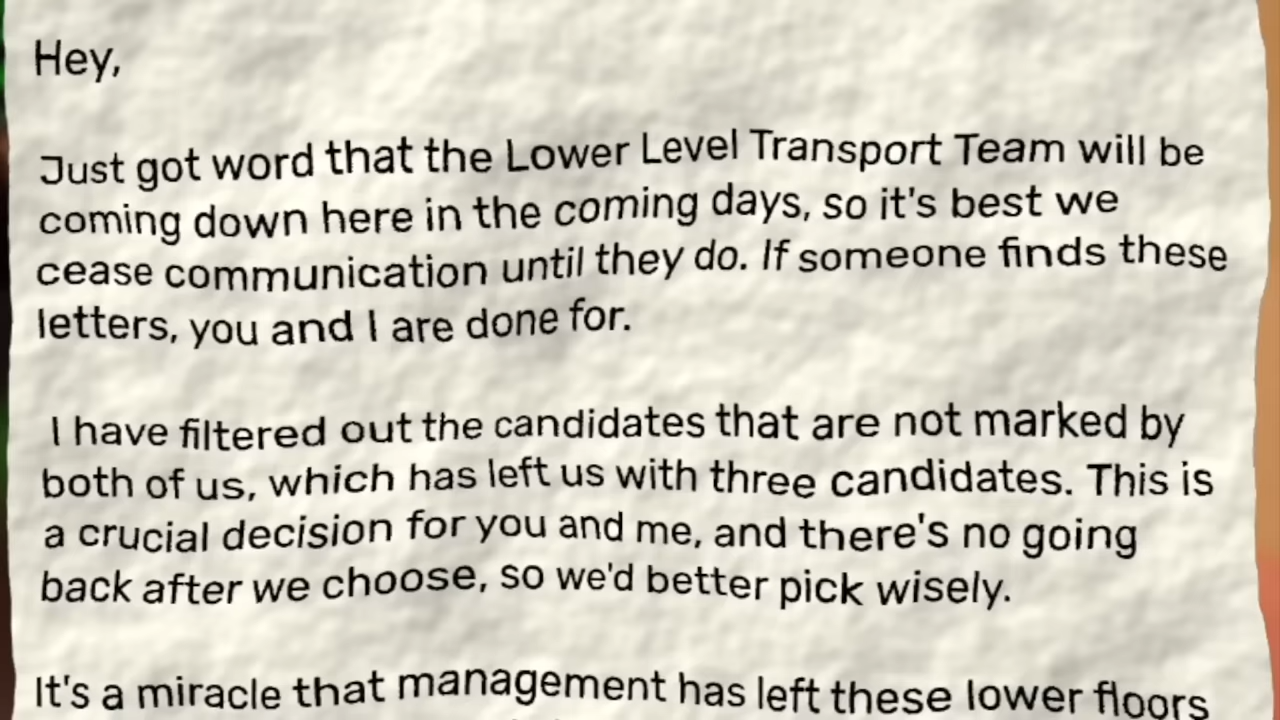 Hey,
Just got word that the Lower Level Transport Team will be
coming down here in the coming days, so it's best we
cease communication until they do. If someone finds these
letters, you and I are done for.
I have filtered out the candidates that are not marked by
both of us, which has left us with three candidates. This is
a crucial decision for you and me, and there's no going
back after we choose, so we'd better pick wisely.
It's a miracle that management has left these lower floors